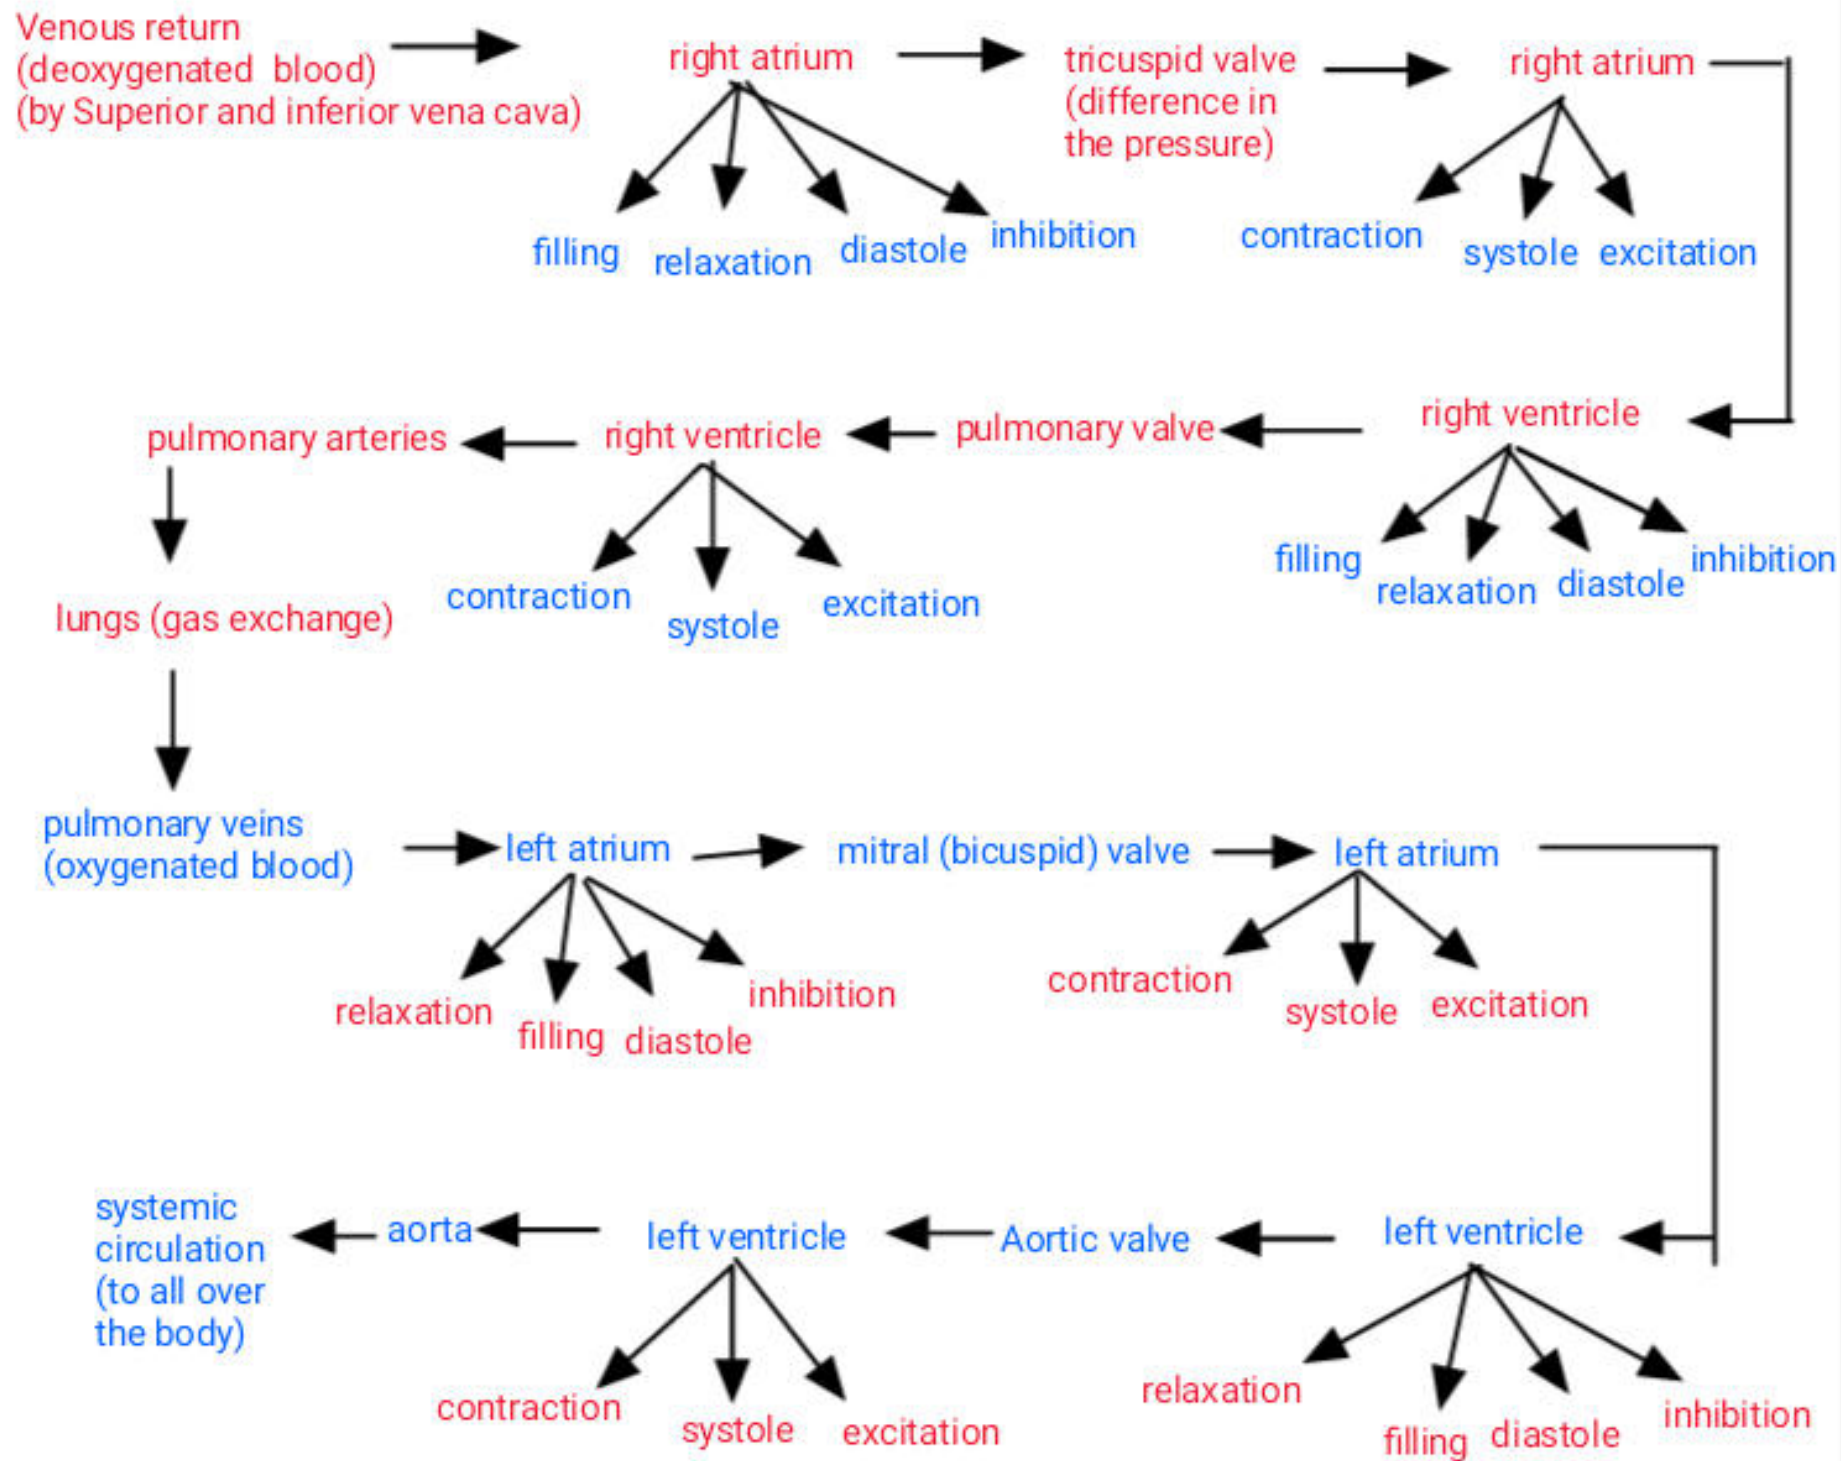 Venous return
(deoxygenated blood)
(by Superior and inferior vena cava)
right atrium
tricuspid valve
(difference in
the pressure)
right atrium
filling
relaxation
diastole
inhibition
contraction
systole
excitation
right ventricle
pulmonary valve
right ventricle
pulmonary arteries
filling
relaxation
diastole
inhibition
contraction
systole
excitation
lungs (gas exchange)
pulmonary veins
(oxygenated blood)
left atrium
mitral (bicuspid) valve
left atrium
relaxation
filling
diastole
inhibition
contraction
systole
excitation
left ventricle
Aortic valve
left ventricle
aorta
systemic
circulation
(to all over
the body)
relaxation
filling
diastole
inhibition
contraction
systole
excitation